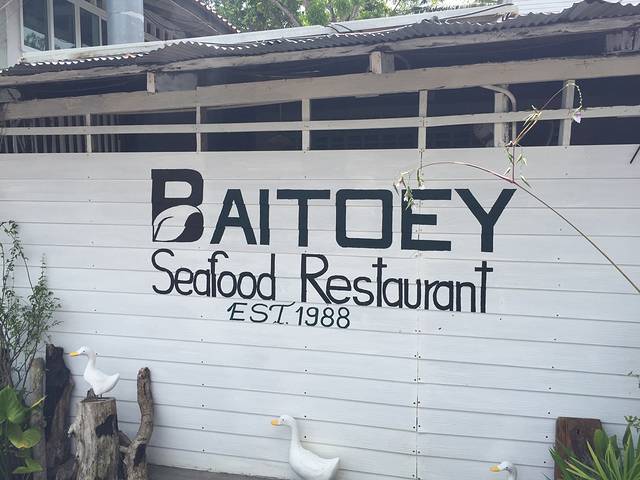 BAITOEY
Seafood Restaurant
EST. 1988